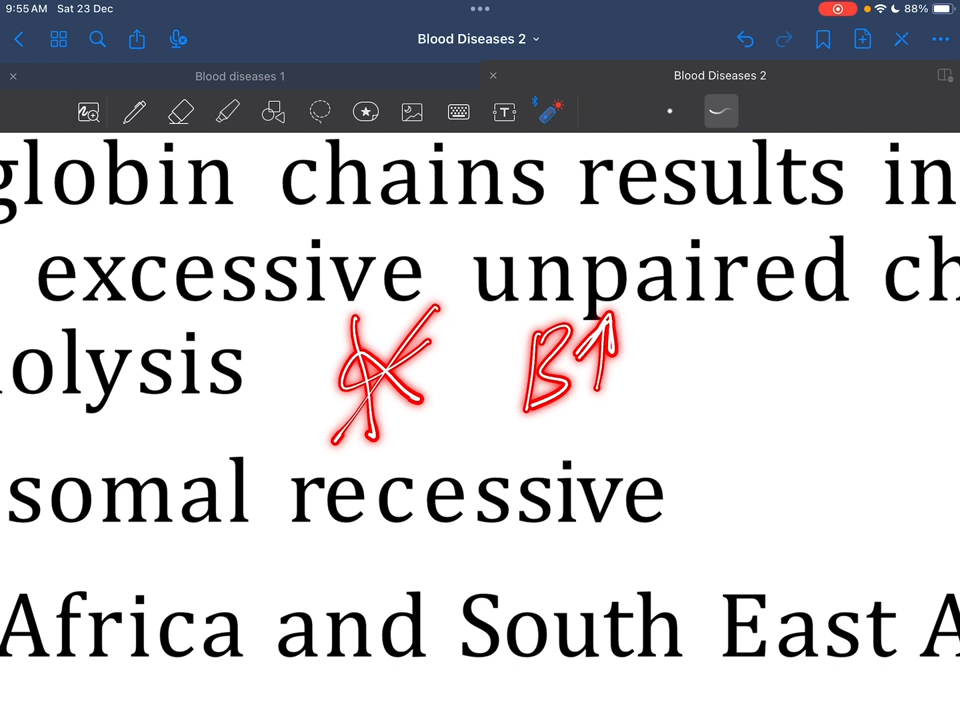 9:55 AM Sat 23 Dec 88%
Blood Diseases 2
Blood diseases 1 Blood Diseases 2
T
globin chains results in
excessive unpaired ch
olysis
B↑
somal recessive
Africa and South East A